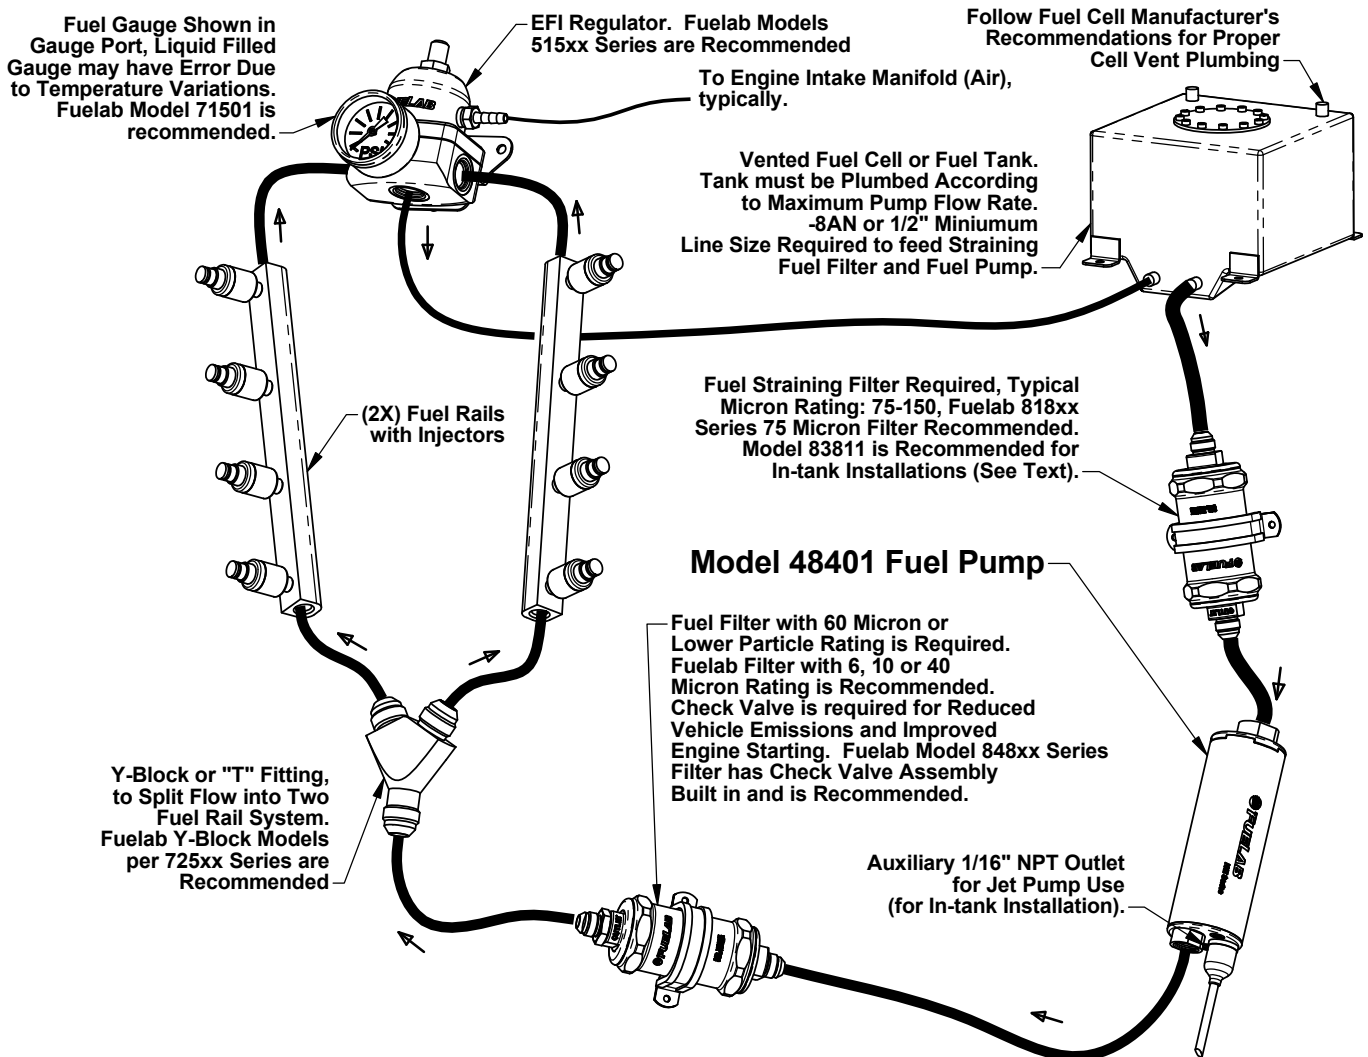 Fuel Gauge Shown in
Gauge Port, Liquid Filled
Gauge may have Error Due
to Temperature Variations.
Fuelab Model 71501 is
recommended.
EFI Regulator. Fuelab Models
515xx Series are Recommended
To Engine Intake Manifold (Air),
typically.
Follow Fuel Cell Manufacturer's
Recommendations for Proper
Cell Vent Plumbing
PSI
Vented Fuel Cell or Fuel Tank.
Tank must be Plumbed According
to Maximum Pump Flow Rate.
-8AN or 1/2" Miniumum
Line Size Required to feed Straining
Fuel Filter and Fuel Pump.
(2X) Fuel Rails
with Injectors
Fuel Straining Filter Required, Typical
Micron Rating: 75-150, Fuelab 818xx
Series 75 Micron Filter Recommended.
Model 83811 is Recommended for
In-tank Installations (See Text).
FUELAB
Model 48401 Fuel Pump
Fuel Filter with 60 Micron or
Lower Particle Rating is Required.
Fuelab Filter with 6, 10 or 40
Micron Rating is Recommended.
Check Valve is required for Reduced
Vehicle Emissions and Improved
Engine Starting. Fuelab Model 848xx Series
Filter has Check Valve Assembly
Built in and is Recommended.
Y-Block or "T" Fitting,
to Split Flow into Two
Fuel Rail System.
Fuelab Y-Block Models
per 725xx Series are
Recommended
FUELAB
Auxiliary 1/16" NPT Outlet
for Jet Pump Use
(for In-tank Installation).
FUELAB